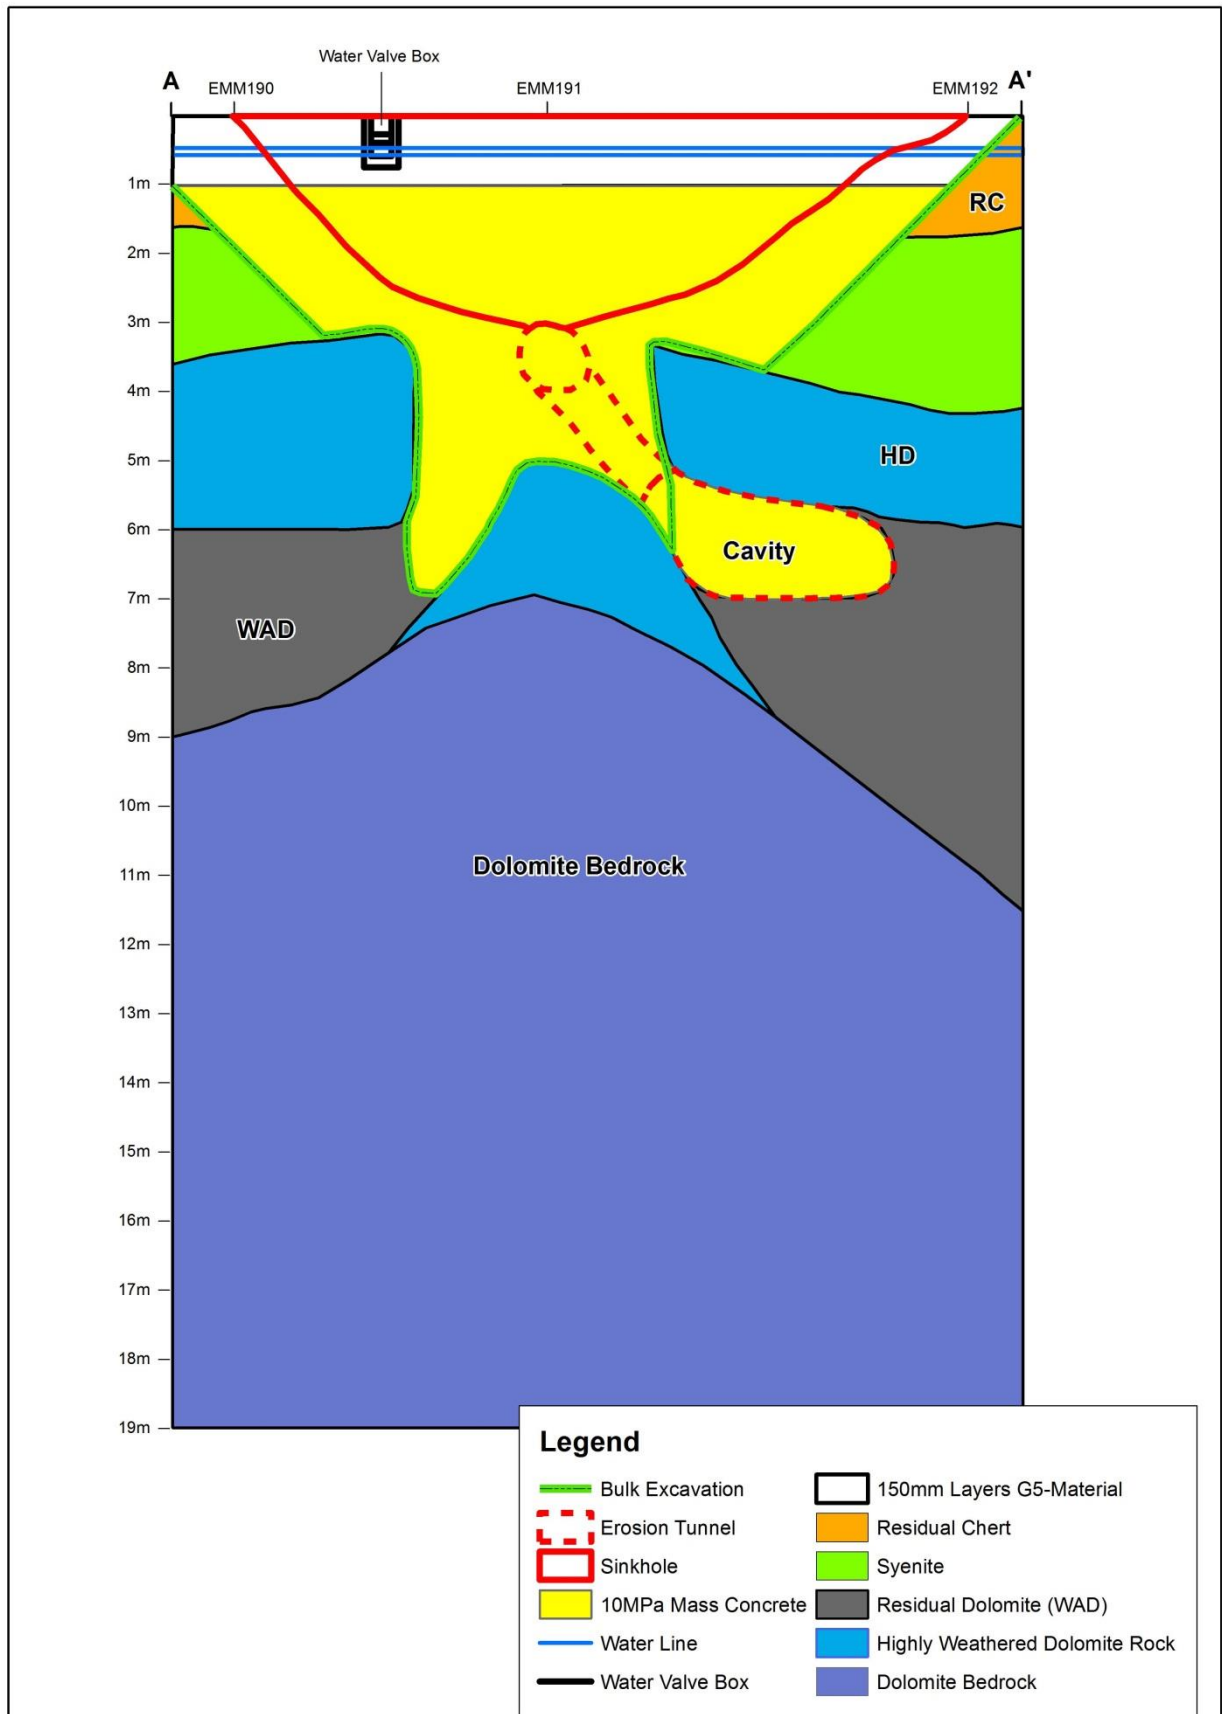 Water Valve Box
A EMM190 EMM191 EMM192 A'
1m
RC
2m
3m
4m
HD
5m
6m
Cavity
7m
WAD
8m
9m
10m
Dolomite Bedrock
11m
12m
13m
14m
15m
16m
17m
18m
19m
Legend
Bulk Excavation
Erosion Tunnel
Sinkhole
10MPa Mass Concrete
Water Line
Water Valve Box
150mm Layers G5-Material
Residual Chert
Syenite
Residual Dolomite (WAD)
Highly Weathered Dolomite Rock
Dolomite Bedrock